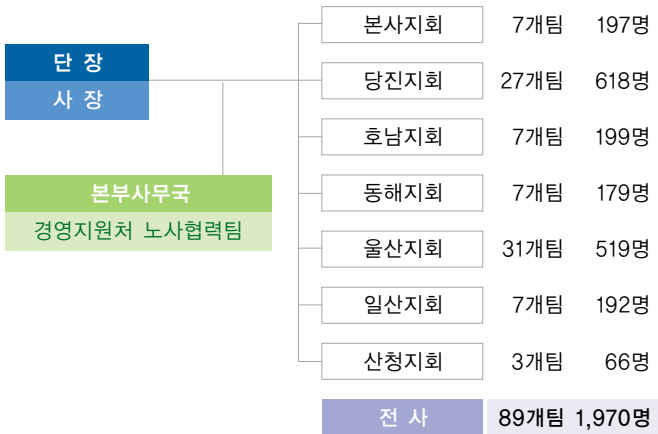 단 장
사 장
본부사무국
경영지원처 노사협력팀
본사지회 7개팀 197명
당진지회 27개팀 618명
호남지회 7개팀 199명
동해지회 7개팀 179명
울산지회 31개팀 519명
일산지회 7개팀 192명
산청지회 3개팀 66명
전 사 89개팀 1,970명